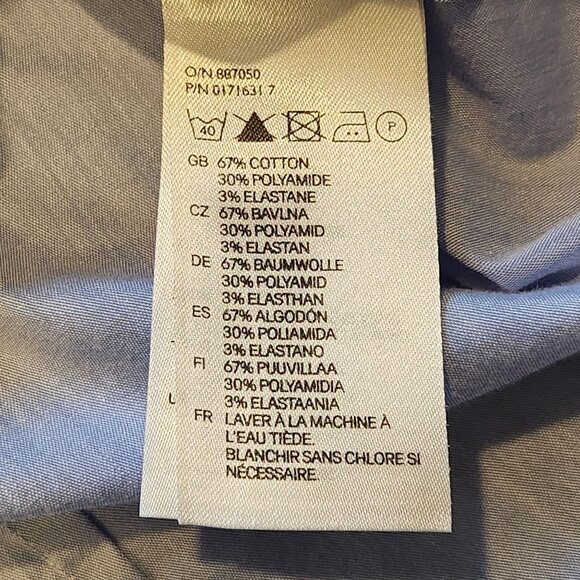 O/N 887050
P/N 0171631.7
40 P
GB 67% COTTON
30% POLYAMIDE
3% ELASTANE
CZ 67% BAVLNA
30% POLYAMID
3% ELASTAN
DE 67% BAUMWOLLE
30% POLYAMID
3% ELASTHAN
ES 67% ALGODÓN
30% POLIAMIDA
3% ELASTANO
FI 67% PUUVILLAA
30% POLYAMIDIA
3% ELASTAANIA
FR LAVER À LA MACHINE À
L'EAU TIÈDE.
BLANCHIR SANS CHLORE SI
NÉCESSAIRE.